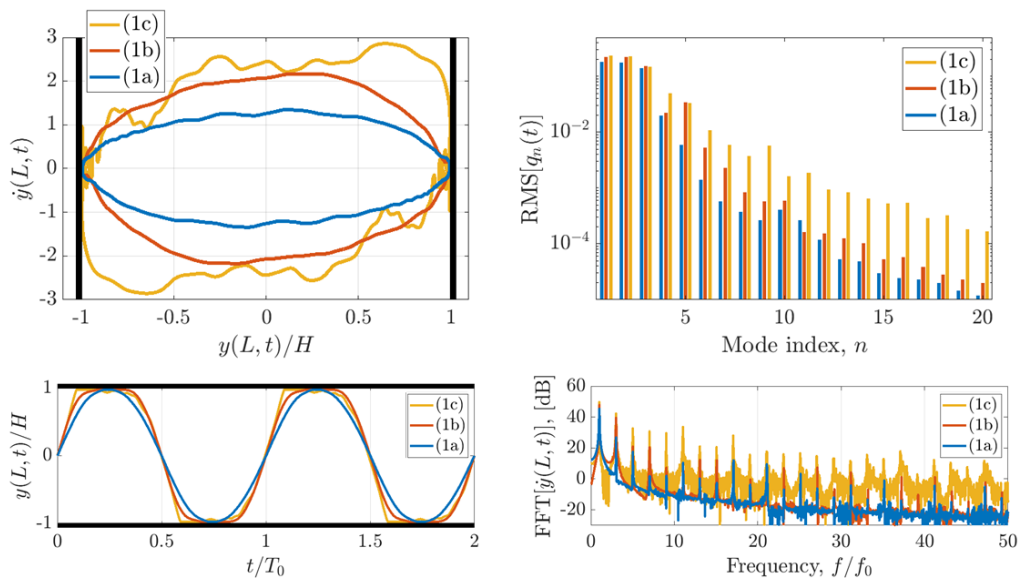 (1c)
(1b)
(1a)
3
2
1
0
-1
-2
-3
-1
-0.5
0
0.5
1
ẏ(L, t)
y(L, t)/H
(1c)
(1b)
(1a)
10⁻²
10⁻⁴
5
10
15
20
RMS[qₙ(t)]
Mode index, n
(1c)
(1b)
(1a)
1
0
-1
0
0.5
1
1.5
2
y(L, t)/H
t/T₀
(1c)
(1b)
(1a)
60
40
20
0
-20
0
10
20
30
40
50
FFT[ẏ(L, t)], [dB]
Frequency, f/f₀